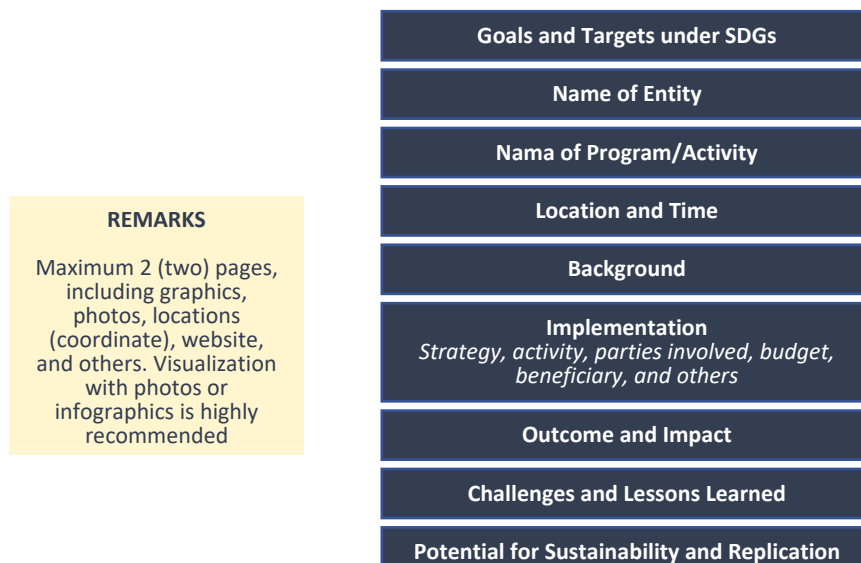 Goals and Targets under SDGs
Name of Entity
Nama of Program/Activity
Location and Time
Background
Implementation
Strategy, activity, parties involved, budget,
beneficiary, and others
Outcome and Impact
Challenges and Lessons Learned
Potential for Sustainability and Replication
REMARKS
Maximum 2 (two) pages,
including graphics,
photos, locations
(coordinate), website,
and others. Visualization
with photos or
infographics is highly
recommended